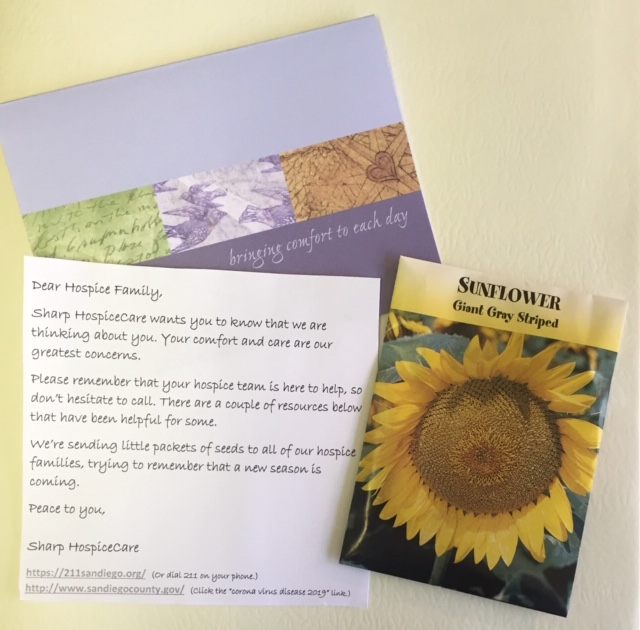 bringing comfort to each day
Dear Hospice Family,
Sharp HospiceCare wants you to know that we are
thinking about you. Your comfort and care are our
greatest concerns.
Please remember that your hospice team is here to help, so
don't hesitate to call. There are a couple of resources below
that have been helpful for some.
We're sending little packets of seeds to all of our hospice
families, trying to remember that a new season is
coming.
Peace to you,
Sharp HospiceCare
https://211sandiego.org/ (Or dial 211 on your phone.)
http://www.sandiegocounty.gov/ (Click the "corona virus disease 2019" link.)
SUNFLOWER
Giant Gray Striped